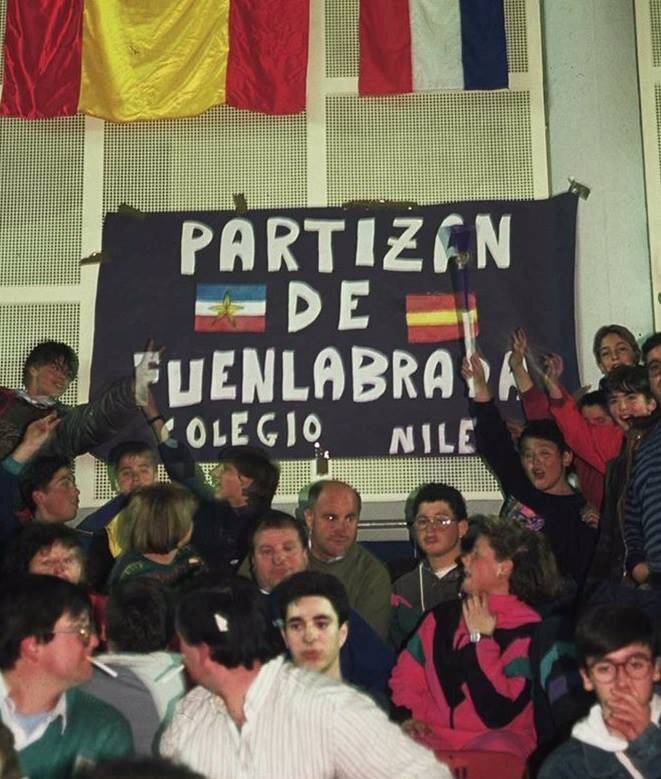 PARTIZAN
DE
FUENLABRADA
COLEGIO NILE